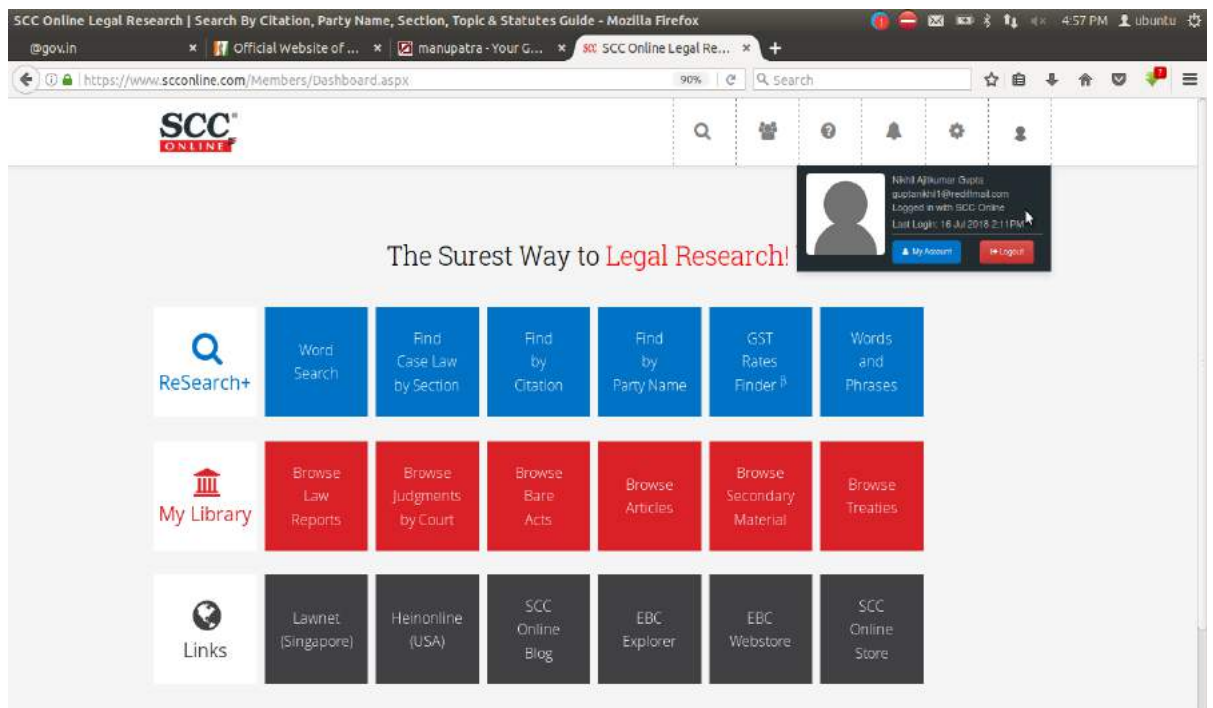 SCC Online Legal Research | Search By Citation, Party Name, Section, Topic & Statutes Guide - Mozilla Firefox
4:57 PM ubuntu
@gov.in
Official Website of ...
manupatra - Your G...
SCC Online Legal Re...
https://www.scconline.com/Members/Dashboard.aspx
90%
Search
SCC
ONLINE
Nikhil Ajitkumar Gupta
guptanikhil1@rediffmail.com
Logged in with SCC Online
Last Login: 16 Jul 2018 2:11PM
My Account
Logout
The Surest Way to Legal Research!
ReSearch+
Word
Search
Find
Case Law
by Section
Find
by
Citation
Find
by
Party Name
GST
Rates
Finder β
Words
and
Phrases
My Library
Browse
Law
Reports
Browse
Judgments
by Court
Browse
Bare
Acts
Browse
Articles
Browse
Secondary
Material
Browse
Treaties
Links
Lawnet
(Singapore)
Heinonline
(USA)
SCC
Online
Blog
EBC
Explorer
EBC
Webstore
SCC
Online
Store